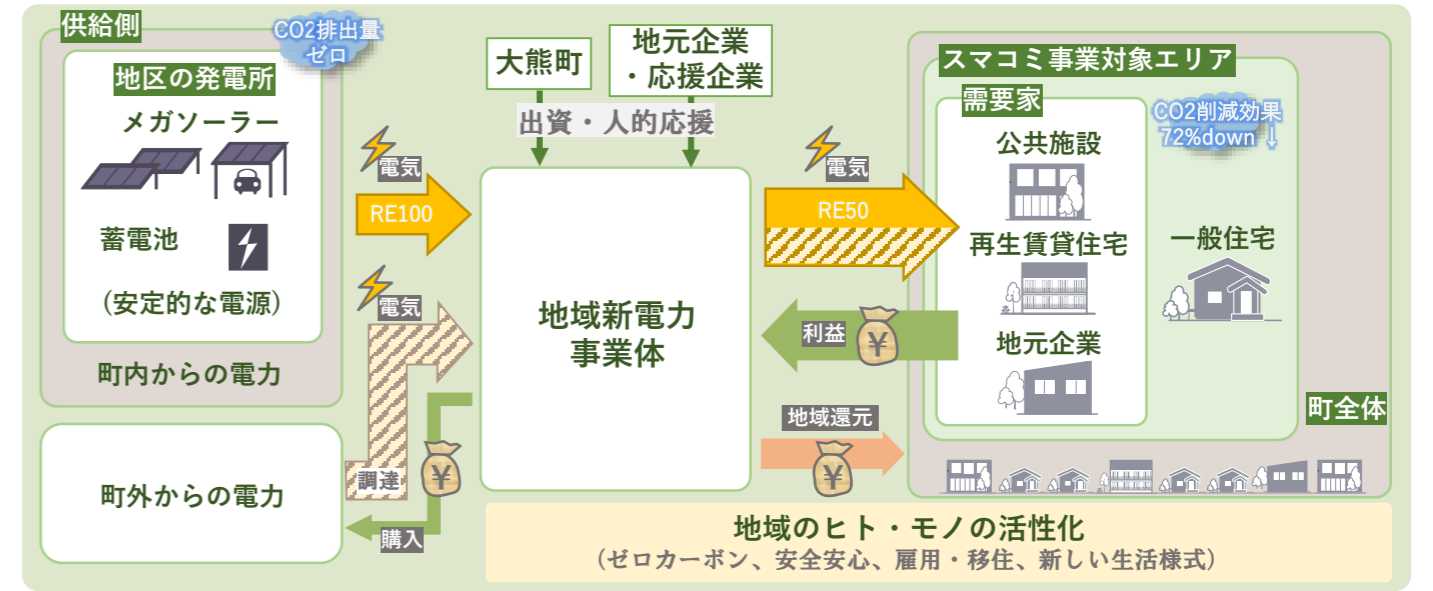 供給側
CO2排出量
ゼロ
地区の発電所
メガソーラー
蓄電池
(安定的な電源)
町内からの電力
町外からの電力
電気
RE100
電気
調達
¥
購入
大熊町
地元企業
・応援企業
出資・人的応援
地域新電力
事業体
電気
RE50
利益
¥
地域還元
¥
スマコミ事業対象エリア
需要家
CO2削減効果
72%down ↓
公共施設
再生賃貸住宅
一般住宅
地元企業
町全体
地域のヒト・モノの活性化
(ゼロカーボン、安全安心、雇用・移住、新しい生活様式)